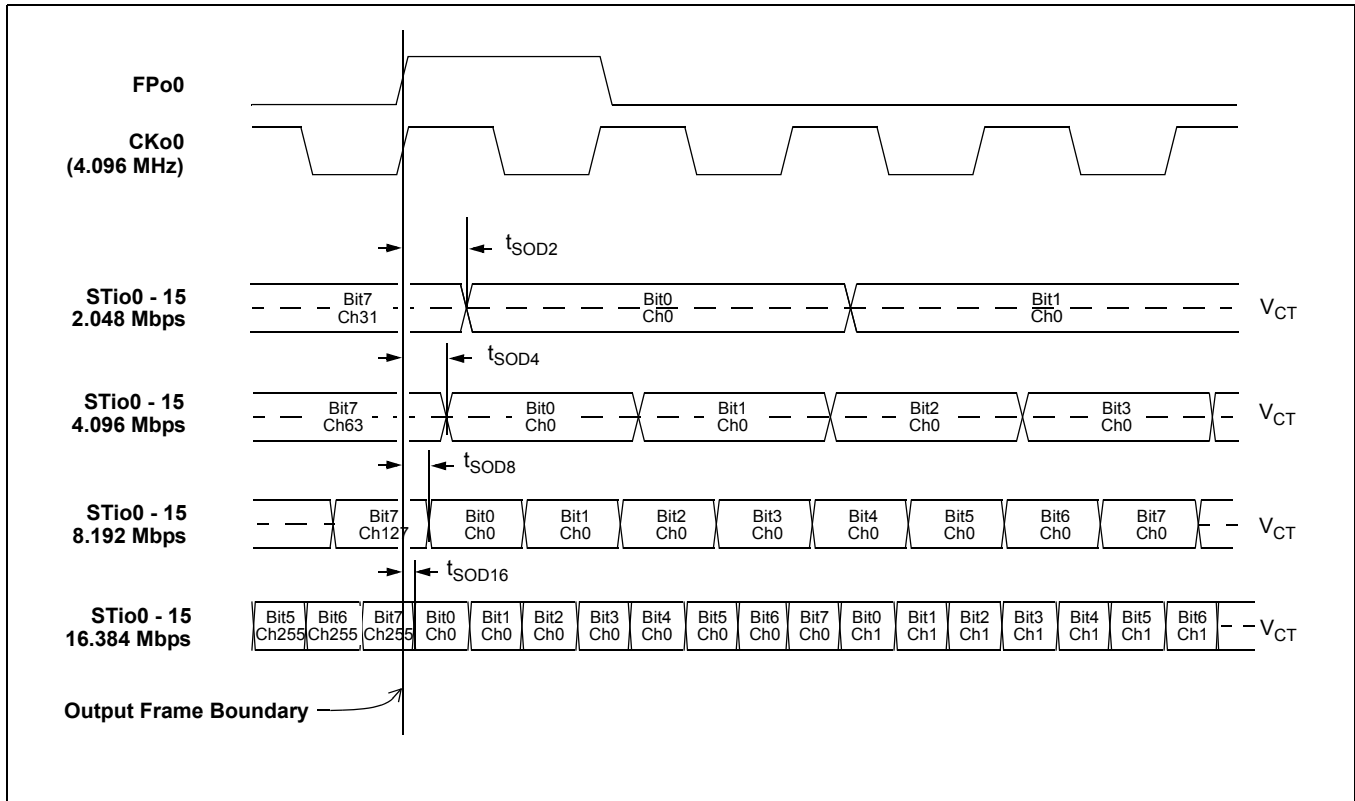 FPo0
CKo0
(4.096 MHz)
tSOD2
STio0 - 15
2.048 Mbps
Bit7
Ch31
Bit0
Ch0
Bit1
Ch0
VCT
tSOD4
STio0 - 15
4.096 Mbps
Bit7
Ch63
Bit0
Ch0
Bit1
Ch0
Bit2
Ch0
Bit3
Ch0
VCT
tSOD8
STio0 - 15
8.192 Mbps
Bit7
Ch127
Bit0
Ch0
Bit1
Ch0
Bit2
Ch0
Bit3
Ch0
Bit4
Ch0
Bit5
Ch0
Bit6
Ch0
Bit7
Ch0
VCT
tSOD16
STio0 - 15
16.384 Mbps
Bit5
Ch255
Bit6
Ch255
Bit7
Ch255
Bit0
Ch0
Bit1
Ch0
Bit2
Ch0
Bit3
Ch0
Bit4
Ch0
Bit5
Ch0
Bit6
Ch0
Bit7
Ch0
Bit0
Ch1
Bit1
Ch1
Bit2
Ch1
Bit3
Ch1
Bit4
Ch1
Bit5
Ch1
Bit6
Ch1
VCT
Output Frame Boundary